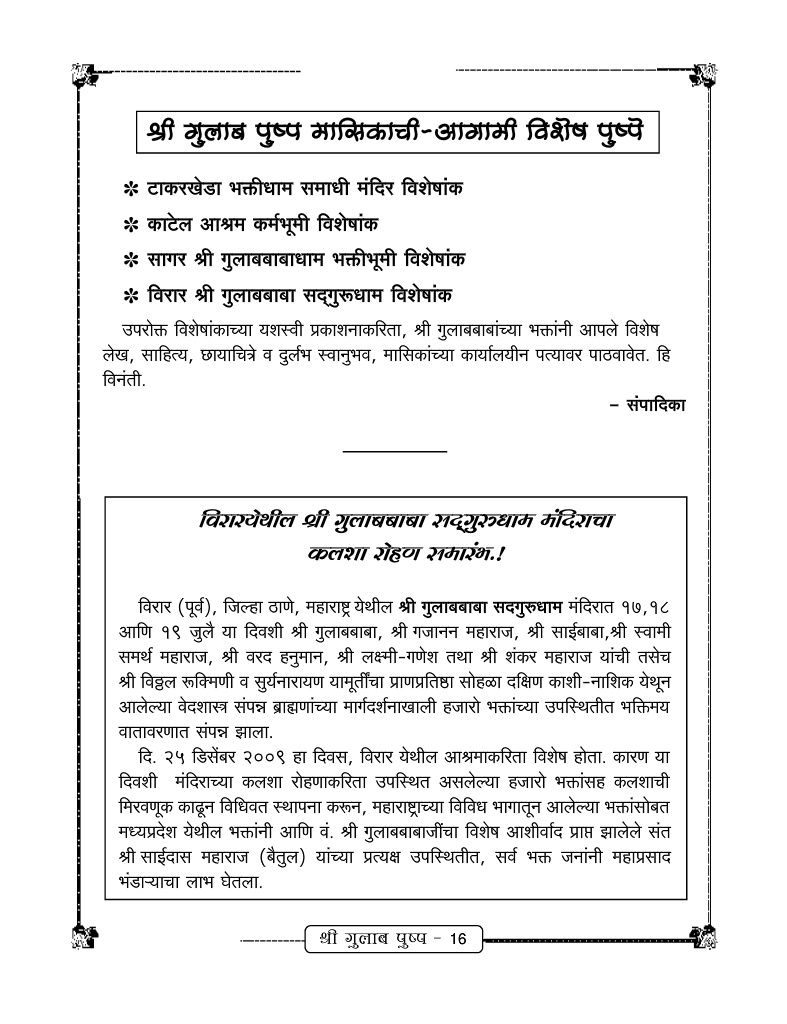 श्री गुलाब पुष्प मासिकाची-आगामी विशेष पुष्पे
✽ टाकरखेडा भक्तीधाम समाधी मंदिर विशेषांक
✽ काटेल आश्रम कर्मभूमी विशेषांक
✽ सागर श्री गुलाबबाबाधाम भक्तीभूमी विशेषांक
✽ विरार श्री गुलाबबाबा सद्‌गुरूधाम विशेषांक
उपरोक्त विशेषांकाच्या यशस्वी प्रकाशनाकरिता, श्री गुलाबबाबांच्या भक्तांनी आपले विशेष
लेख, साहित्य, छायाचित्रे व दुर्लभ स्वानुभव, मासिकांच्या कार्यालयीन पत्यावर पाठवावेत. हि
विनंती.
– संपादिका
विरारयेथील श्री गुलाबबाबा सद्‌गुरुधाम मंदिराचा
कलशा रोहण समारंभ.!
विरार (पूर्व), जिल्हा ठाणे, महाराष्ट्र येथील श्री गुलाबबाबा सदगुरुधाम मंदिरात १७,१८
आणि १९ जुलै या दिवशी श्री गुलाबबाबा, श्री गजानन महाराज, श्री साईबाबा,श्री स्वामी
समर्थ महाराज, श्री वरद हनुमान, श्री लक्ष्मी-गणेश तथा श्री शंकर महाराज यांची तसेच
श्री विठ्ठल रूक्मिणी व सुर्यनारायण यामूर्तींचा प्राणप्रतिष्ठा सोहळा दक्षिण काशी-नाशिक येथून
आलेल्या वेदशास्त्र संपन्न ब्राह्मणांच्या मार्गदर्शनाखाली हजारो भक्तांच्या उपस्थितीत भक्तिमय
वातावरणात संपन्न झाला.
दि. २५ डिसेंबर २००९ हा दिवस, विरार येथील आश्रमाकरिता विशेष होता. कारण या
दिवशी मंदिराच्या कलशा रोहणाकरिता उपस्थित असलेल्या हजारो भक्तांसह कलशाची
मिरवणूक काढून विधिवत स्थापना करून, महाराष्ट्राच्या विविध भागातून आलेल्या भक्तांसोबत
मध्यप्रदेश येथील भक्तांनी आणि वं. श्री गुलाबबाबाजींचा विशेष आशीर्वाद प्राप्त झालेले संत
श्री साईदास महाराज (बैतुल) यांच्या प्रत्यक्ष उपस्थितीत, सर्व भक्त जनांनी महाप्रसाद
भंडाऱ्याचा लाभ घेतला.
श्री गुलाब पुष्प - 16